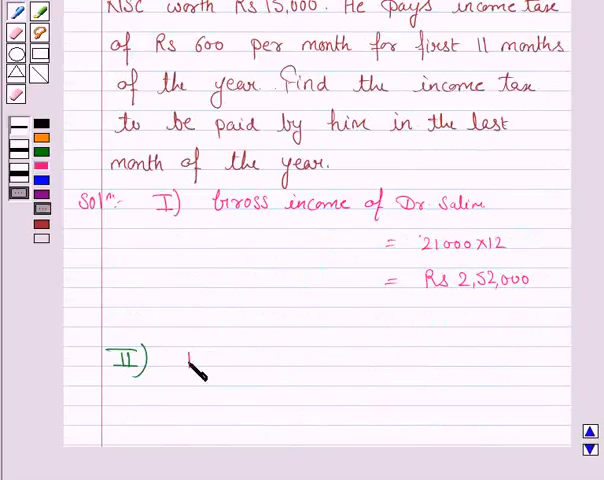 NSC worth Rs 15,000. He pays income tax
of Rs 600 per month for first 11 months
of the year. Find the income tax
to be paid by him in the last
month of the year.
Solⁿ:- I) Gross income of Dr. Salim
= 21000×12
= Rs 2,52,000
II)